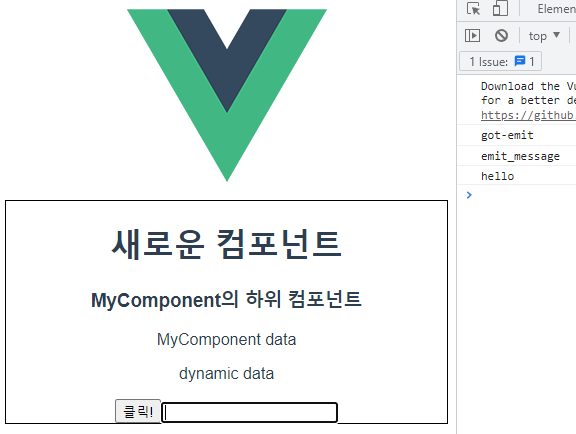 새로운 컴포넌트
MyComponent의 하위 컴포넌트
MyComponent data
dynamic data
클릭!
Elemen
top
1 Issue: 1
Download the Vu
for a better de
https://github.
got-emit
emit_message
hello